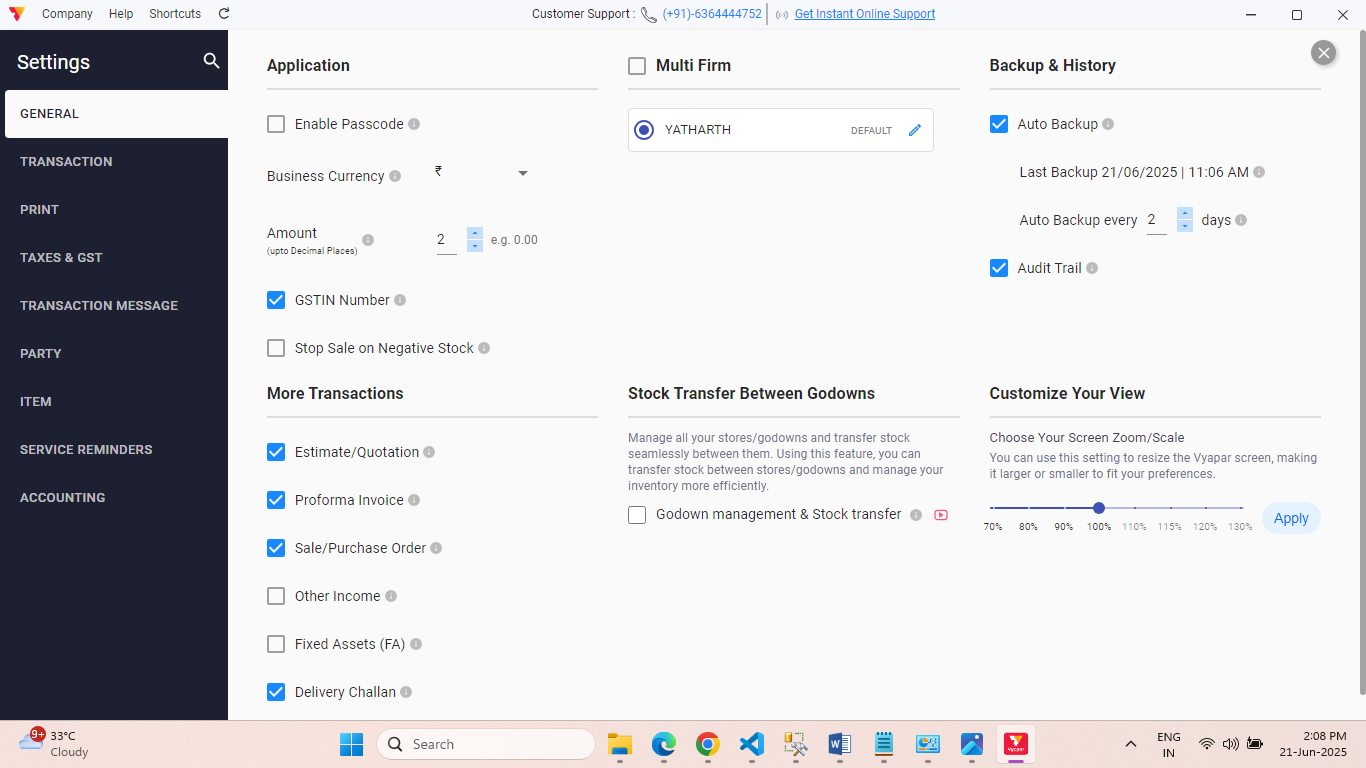 Company Help Shortcuts
Customer Support : (+91)-6364444752 Get Instant Online Support
Settings
GENERAL
TRANSACTION
PRINT
TAXES & GST
TRANSACTION MESSAGE
PARTY
ITEM
SERVICE REMINDERS
ACCOUNTING
Application
Enable Passcode
Business Currency ₹
Amount
(upto Decimal Places)
2 e.g. 0.00
GSTIN Number
Stop Sale on Negative Stock
Multi Firm
YATHARTH DEFAULT
Backup & History
Auto Backup
Last Backup 21/06/2025 | 11:06 AM
Auto Backup every 2 days
Audit Trail
More Transactions
Estimate/Quotation
Proforma Invoice
Sale/Purchase Order
Other Income
Fixed Assets (FA)
Delivery Challan
Stock Transfer Between Godowns
Manage all your stores/godowns and transfer stock
seamlessly between them. Using this feature, you can
transfer stock between stores/godowns and manage your
inventory more efficiently.
Godown management & Stock transfer
Customize Your View
Choose Your Screen Zoom/Scale
You can use this setting to resize the Vyapar screen, making
it larger or smaller to fit your preferences.
70% 80% 90% 100% 110% 115% 120% 130%
Apply
9+
33°C
Cloudy
Search
Vyapar
ENG
IN
2:08 PM
21-Jun-2025